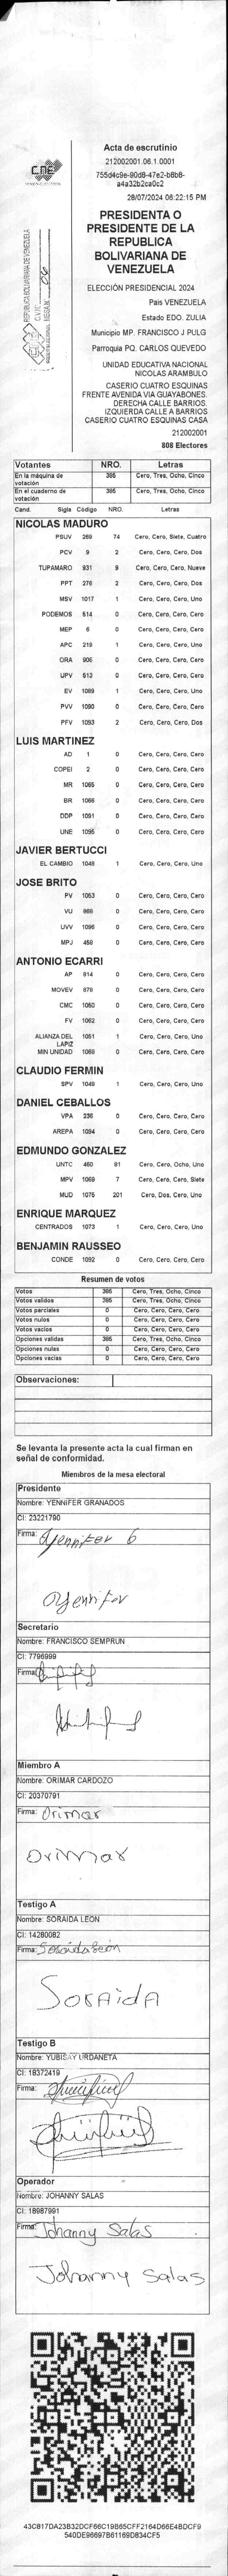 CNE
REPUBLICA BOLIVARIANA DE VENEZUELA
Acta de escrutinio
212002001.06.1.0001
755d4c9e-90d8-47e2-b8b8-
a4a32b2ca0c2
28/07/2024 06:22:15 PM
PRESIDENTA O
PRESIDENTE DE LA
REPUBLICA
BOLIVARIANA DE
VENEZUELA
ELECCIÓN PRESIDENCIAL 2024
Pais VENEZUELA
Estado EDO. ZULIA
Municipio MP. FRANCISCO J PULG
Parroquia PQ. CARLOS QUEVEDO
UNIDAD EDUCATIVA NACIONAL
NICOLAS ARAMBULO
CASERIO CUATRO ESQUINAS
FRENTE AVENIDA VIA GUAYABONES.
DERECHA CALLE BARRIOS.
IZQUIERDA CALLE A BARRIOS
CASERIO CUATRO ESQUINAS CASA
212002001
808 Electores
Votantes NRO. Letras
En la máquina de votación 385 Cero, Tres, Ocho, Cinco
En el cuaderno de votación 385 Cero, Tres, Ocho, Cinco
Cand. Sigla Código NRO. Letras
NICOLAS MADURO
PSUV 269 74 Cero, Cero, Siete, Cuatro
PCV 9 2 Cero, Cero, Cero, Dos
TUPAMARO 931 9 Cero, Cero, Cero, Nueve
PPT 276 2 Cero, Cero, Cero, Dos
MSV 1017 1 Cero, Cero, Cero, Uno
PODEMOS 514 0 Cero, Cero, Cero, Cero
MEP 6 0 Cero, Cero, Cero, Cero
APC 219 1 Cero, Cero, Cero, Uno
ORA 906 0 Cero, Cero, Cero, Cero
UPV 513 0 Cero, Cero, Cero, Cero
EV 1089 1 Cero, Cero, Cero, Uno
PVV 1090 0 Cero, Cero, Cero, Cero
PFV 1093 2 Cero, Cero, Cero, Dos
LUIS MARTINEZ
AD 1 0 Cero, Cero, Cero, Cero
COPEI 2 0 Cero, Cero, Cero, Cero
MR 1065 0 Cero, Cero, Cero, Cero
BR 1066 0 Cero, Cero, Cero, Cero
DDP 1091 0 Cero, Cero, Cero, Cero
UNE 1095 0 Cero, Cero, Cero, Cero
JAVIER BERTUCCI
EL CAMBIO 1048 1 Cero, Cero, Cero, Uno
JOSE BRITO
PV 1053 0 Cero, Cero, Cero, Cero
VU 868 0 Cero, Cero, Cero, Cero
UVV 1096 0 Cero, Cero, Cero, Cero
MPJ 458 0 Cero, Cero, Cero, Cero
ANTONIO ECARRI
AP 814 0 Cero, Cero, Cero, Cero
MOVEV 878 0 Cero, Cero, Cero, Cero
CMC 1050 0 Cero, Cero, Cero, Cero
FV 1062 0 Cero, Cero, Cero, Cero
ALIANZA DEL LAPIZ 1051 1 Cero, Cero, Cero, Uno
MIN UNIDAD 1068 0 Cero, Cero, Cero, Cero
CLAUDIO FERMIN
SPV 1049 1 Cero, Cero, Cero, Uno
DANIEL CEBALLOS
VPA 236 0 Cero, Cero, Cero, Cero
AREPA 1094 0 Cero, Cero, Cero, Cero
EDMUNDO GONZALEZ
UNTC 460 81 Cero, Cero, Ocho, Uno
MPV 1069 7 Cero, Cero, Cero, Siete
MUD 1075 201 Cero, Dos, Cero, Uno
ENRIQUE MARQUEZ
CENTRADOS 1073 1 Cero, Cero, Cero, Uno
BENJAMIN RAUSSEO
CONDE 1092 0 Cero, Cero, Cero, Cero
Resumen de votos
Votos 385 Cero, Tres, Ocho, Cinco
Votos validos 385 Cero, Tres, Ocho, Cinco
Votos parciales 0 Cero, Cero, Cero, Cero
Votos nulos 0 Cero, Cero, Cero, Cero
Votos vacios 0 Cero, Cero, Cero, Cero
Opciones validas 385 Cero, Tres, Ocho, Cinco
Opciones nulas 0 Cero, Cero, Cero, Cero
Opciones vacias 0 Cero, Cero, Cero, Cero
Observaciones:
Se levanta la presente acta la cual firman en
señal de conformidad.
Miembros de la mesa electoral
Presidente
Nombre: YENNIFER GRANADOS
CI: 23221790
Firma: Yennifer G
Yennifer
Secretario
Nombre: FRANCISCO SEMPRUN
CI: 7796999
Firma:
Miembro A
Nombre: ORIMAR CARDOZO
CI: 20370791
Firma: Orimar
Orimar
Testigo A
Nombre: SORAIDA LEON
CI: 14280082
Firma: Soraida León
SORAIDA
Testigo B
Nombre: YUBISAY URDANETA
CI: 18372419
Firma:
Operador
Nombre: JOHANNY SALAS
CI: 18987991
Firma: Johanny Salas
Johanny Salas
43C817DA23B32DCF66C19B65CFF2164D66E4BDCF9
540DE96697B61169D834CF5